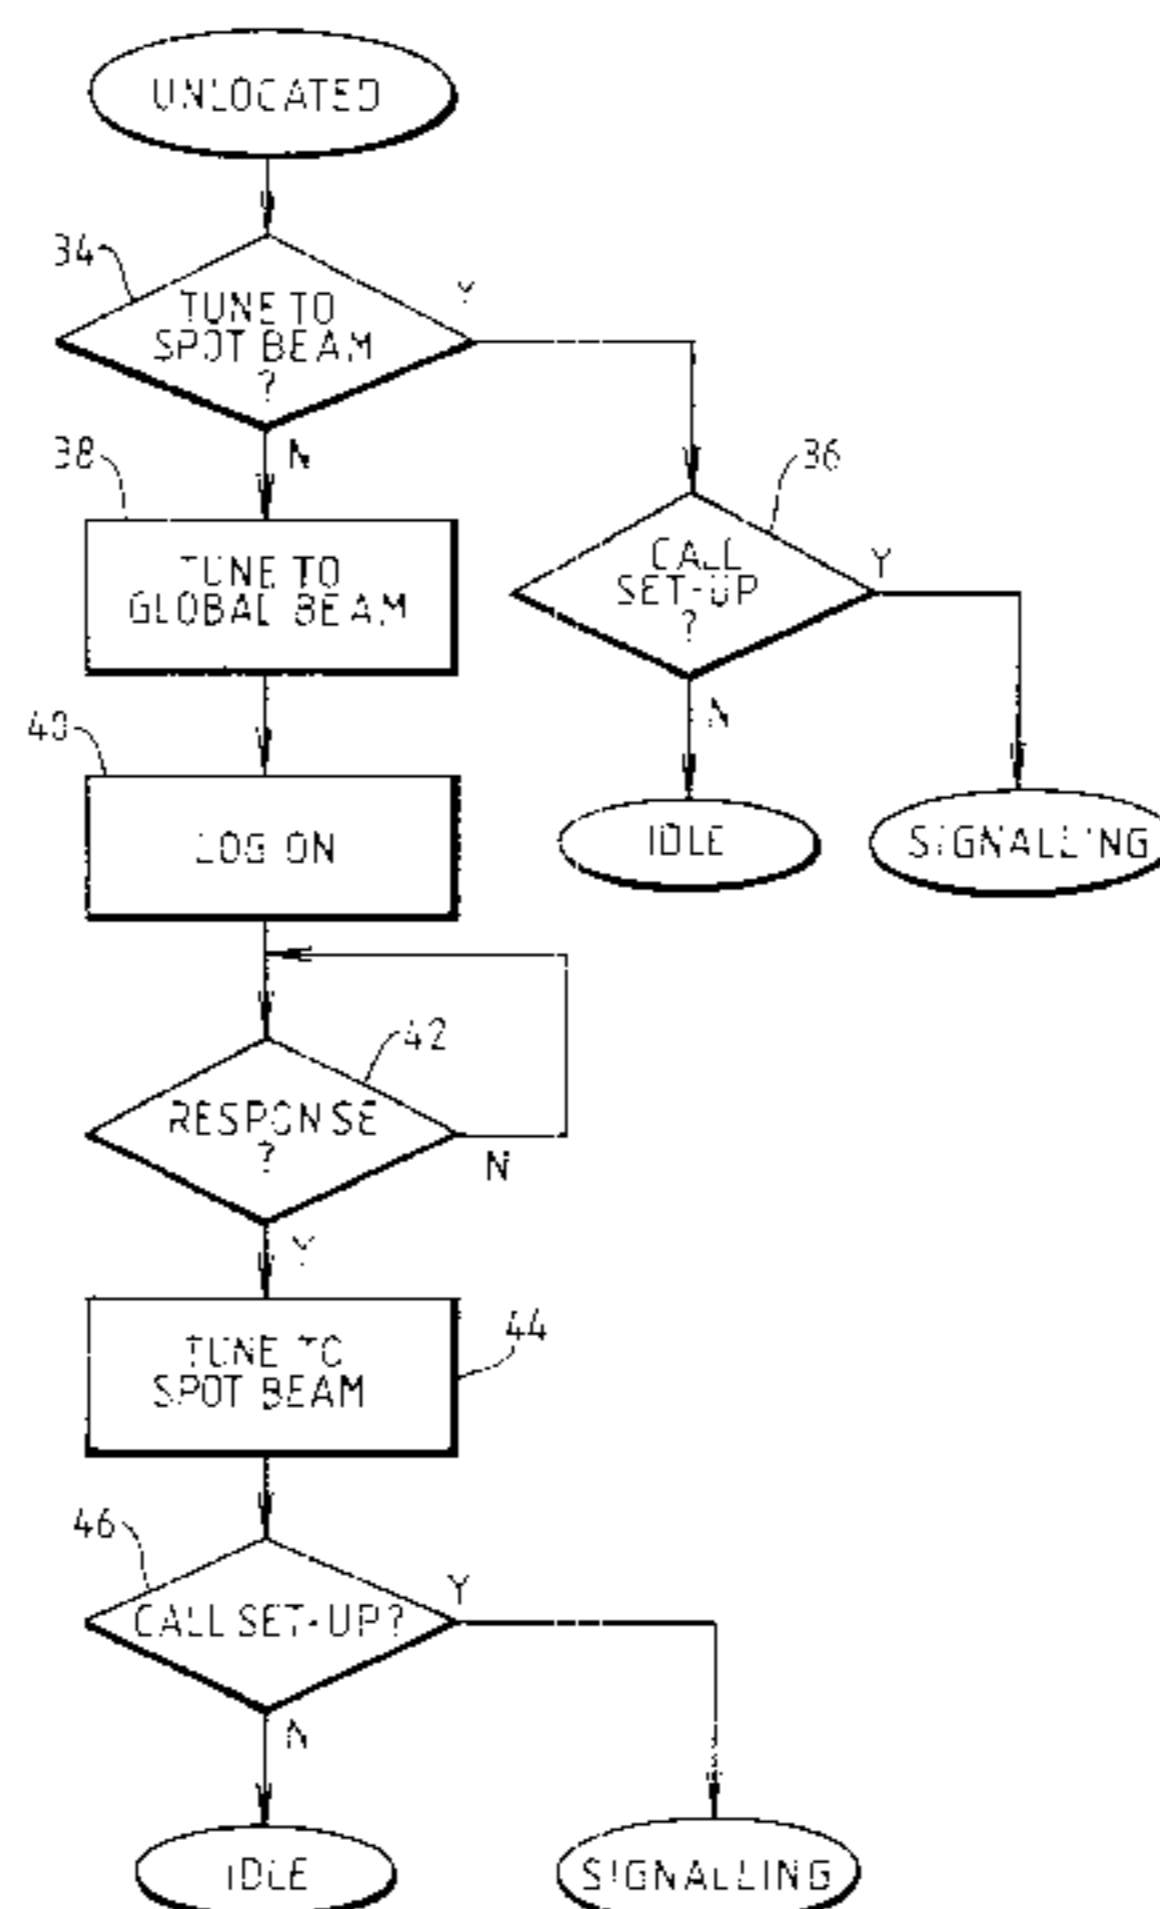 UNLOCATED
34
TUNE TO
SPOT BEAM
?
Y
N
38
TUNE TO
GLOBAL BEAM
36
CALL
SET-UP
?
Y
N
40
LOG ON
IDLE
SIGNALLING
42
RESPONSE
?
N
Y
TUNE TO
SPOT BEAM
44
46
CALL SET-UP?
Y
N
IDLE
SIGNALLING